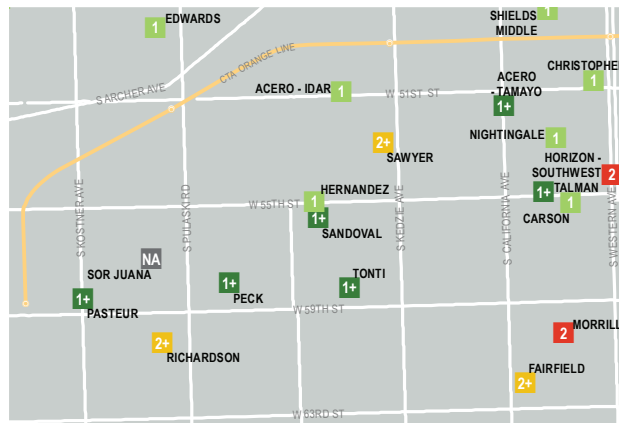 EDWARDS
1
SHIELDS
MIDDLE
CTA ORANGE LINE
S ARCHER AVE
CHRISTOPHER
1
ACERO - IDAR
1
W 51ST ST
ACERO
- TAMAYO
1+
2+
SAWYER
NIGHTINGALE
1
HORIZON -
SOUTHWEST
2
TALMAN
1+
CARSON
1
HERNANDEZ
1
1+
SANDOVAL
W 55TH ST
S KOSTNER AVE
S PULASKI RD
S KEDZIE AVE
S CALIFORNIA AVE
S WESTERN AVE
NA
SOR JUANA
1+
PASTEUR
1+
PECK
TONTI
1+
W 59TH ST
2+
RICHARDSON
2
MORRILL
2+
FAIRFIELD
W 63RD ST